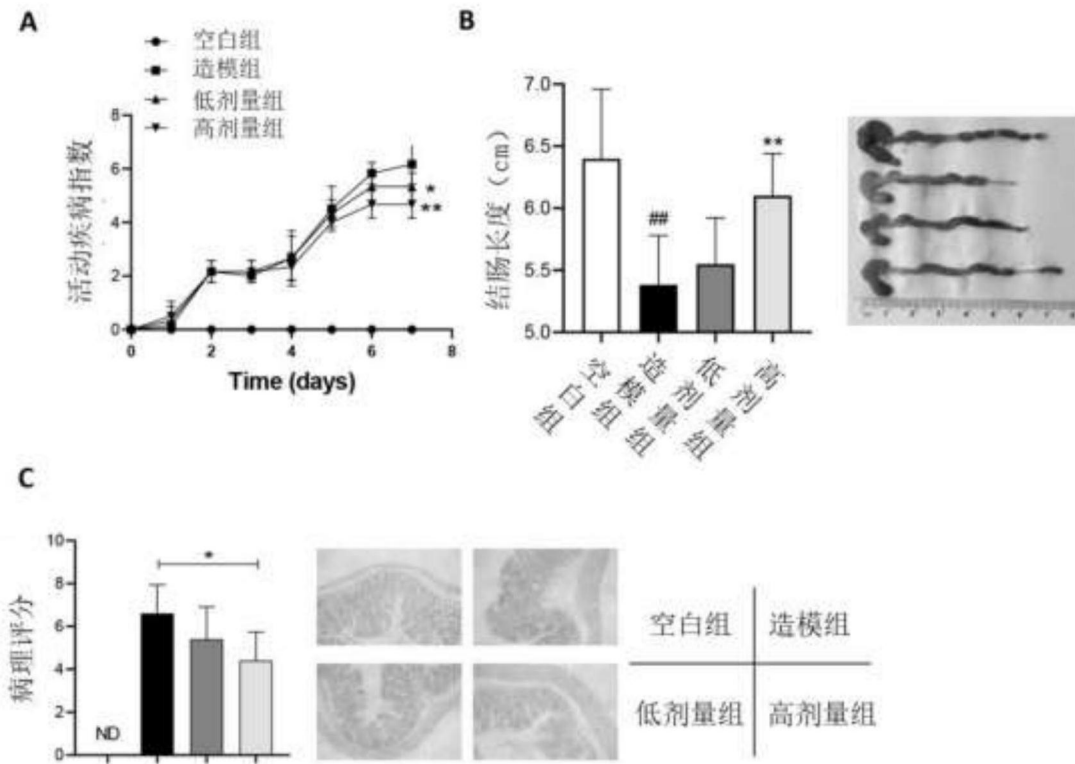 A
空白组
造模组
低剂量组
高剂量组
活动疾病指数
8
6
4
2
0
0
2
4
6
8
*
**
Time (days)
B
结肠长度（cm）
7.0
6.5
6.0
5.5
5.0
##
**
空白组
造模组
低剂量组
高剂量组
C
病理评分
10
8
6
4
2
0
ND
*
空白组
造模组
低剂量组
高剂量组